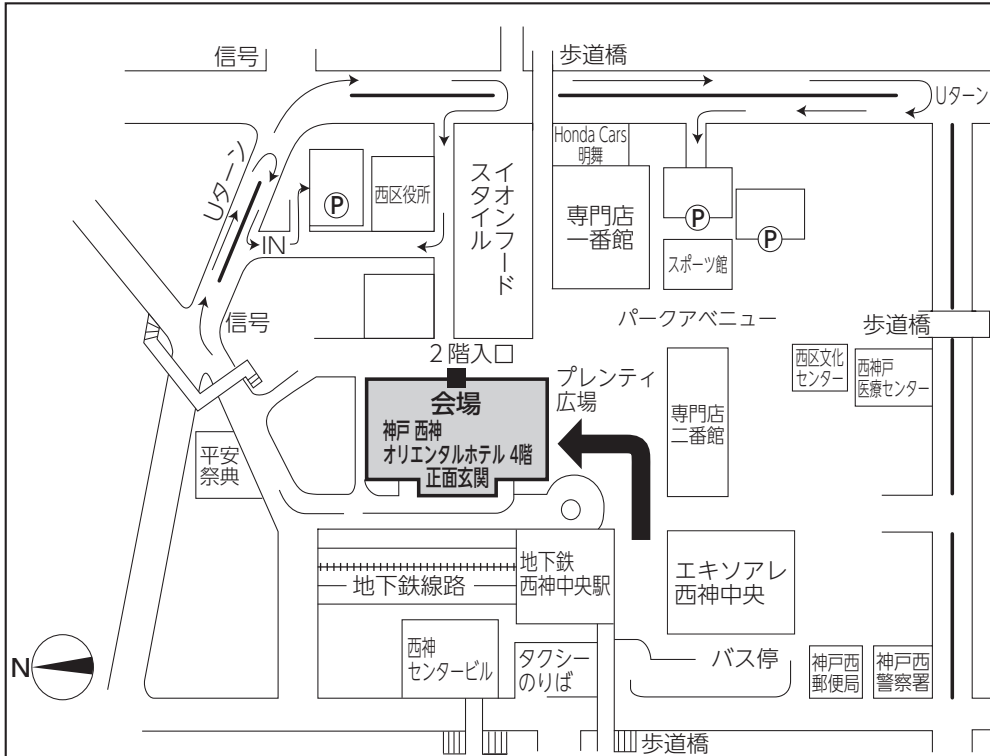 信号
歩道橋
Uターン
Honda Cars
明舞
Uターン
P
西区役所
イオンフード
スタイル
専門店
一番館
P
P
IN
スポーツ館
信号
パークアベニュー
歩道橋
2階入口
西区文化
センター
西神戸
医療センター
プレンティ
広場
会場
神戸 西神
オリエンタルホテル 4階
正面玄関
専門店
二番館
平安
祭典
地下鉄線路
地下鉄
西神中央駅
エキソアレ
西神中央
N
西神
センタービル
タクシー
のりば
バス停
神戸西
郵便局
神戸西
警察署
歩道橋